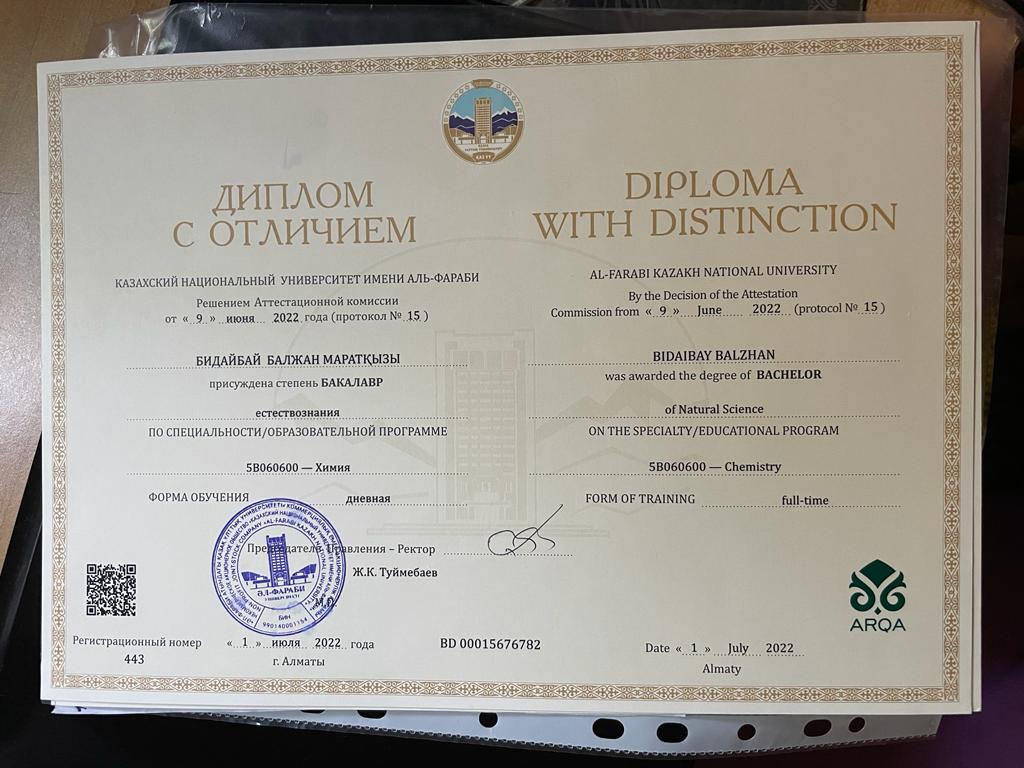 ДИПЛОМ
С ОТЛИЧИЕМ
КАЗАХСКИЙ НАЦИОНАЛЬНЫЙ УНИВЕРСИТЕТ ИМЕНИ АЛЬ-ФАРАБИ
Решением Аттестационной комиссии
от « 9 » июня 2022 года (протокол № 15 )
БИДАЙБАЙ БАЛЖАН МАРАТҚЫЗЫ
присуждена степень БАКАЛАВР
естествознания
ПО СПЕЦИАЛЬНОСТИ/ОБРАЗОВАТЕЛЬНОЙ ПРОГРАММЕ
5B060600 — Химия
ФОРМА ОБУЧЕНИЯ дневная
DIPLOMA
WITH DISTINCTION
AL-FARABI KAZAKH NATIONAL UNIVERSITY
By the Decision of the Attestation
Commission from « 9 » June 2022 (protocol № 15 )
BIDAIBAY BALZHAN
was awarded the degree of BACHELOR
of Natural Science
ON THE SPECIALTY/EDUCATIONAL PROGRAM
5B060600 — Chemistry
FORM OF TRAINING full-time
Председатель Правления – Ректор
Ж.К. Туймебаев
ӘЛ-ФАРАБИ
БИН
990140001154
ARQA
Регистрационный номер
443
« 1 » июля 2022 года
г. Алматы
BD 00015676782
Date « 1 » July 2022
Almaty